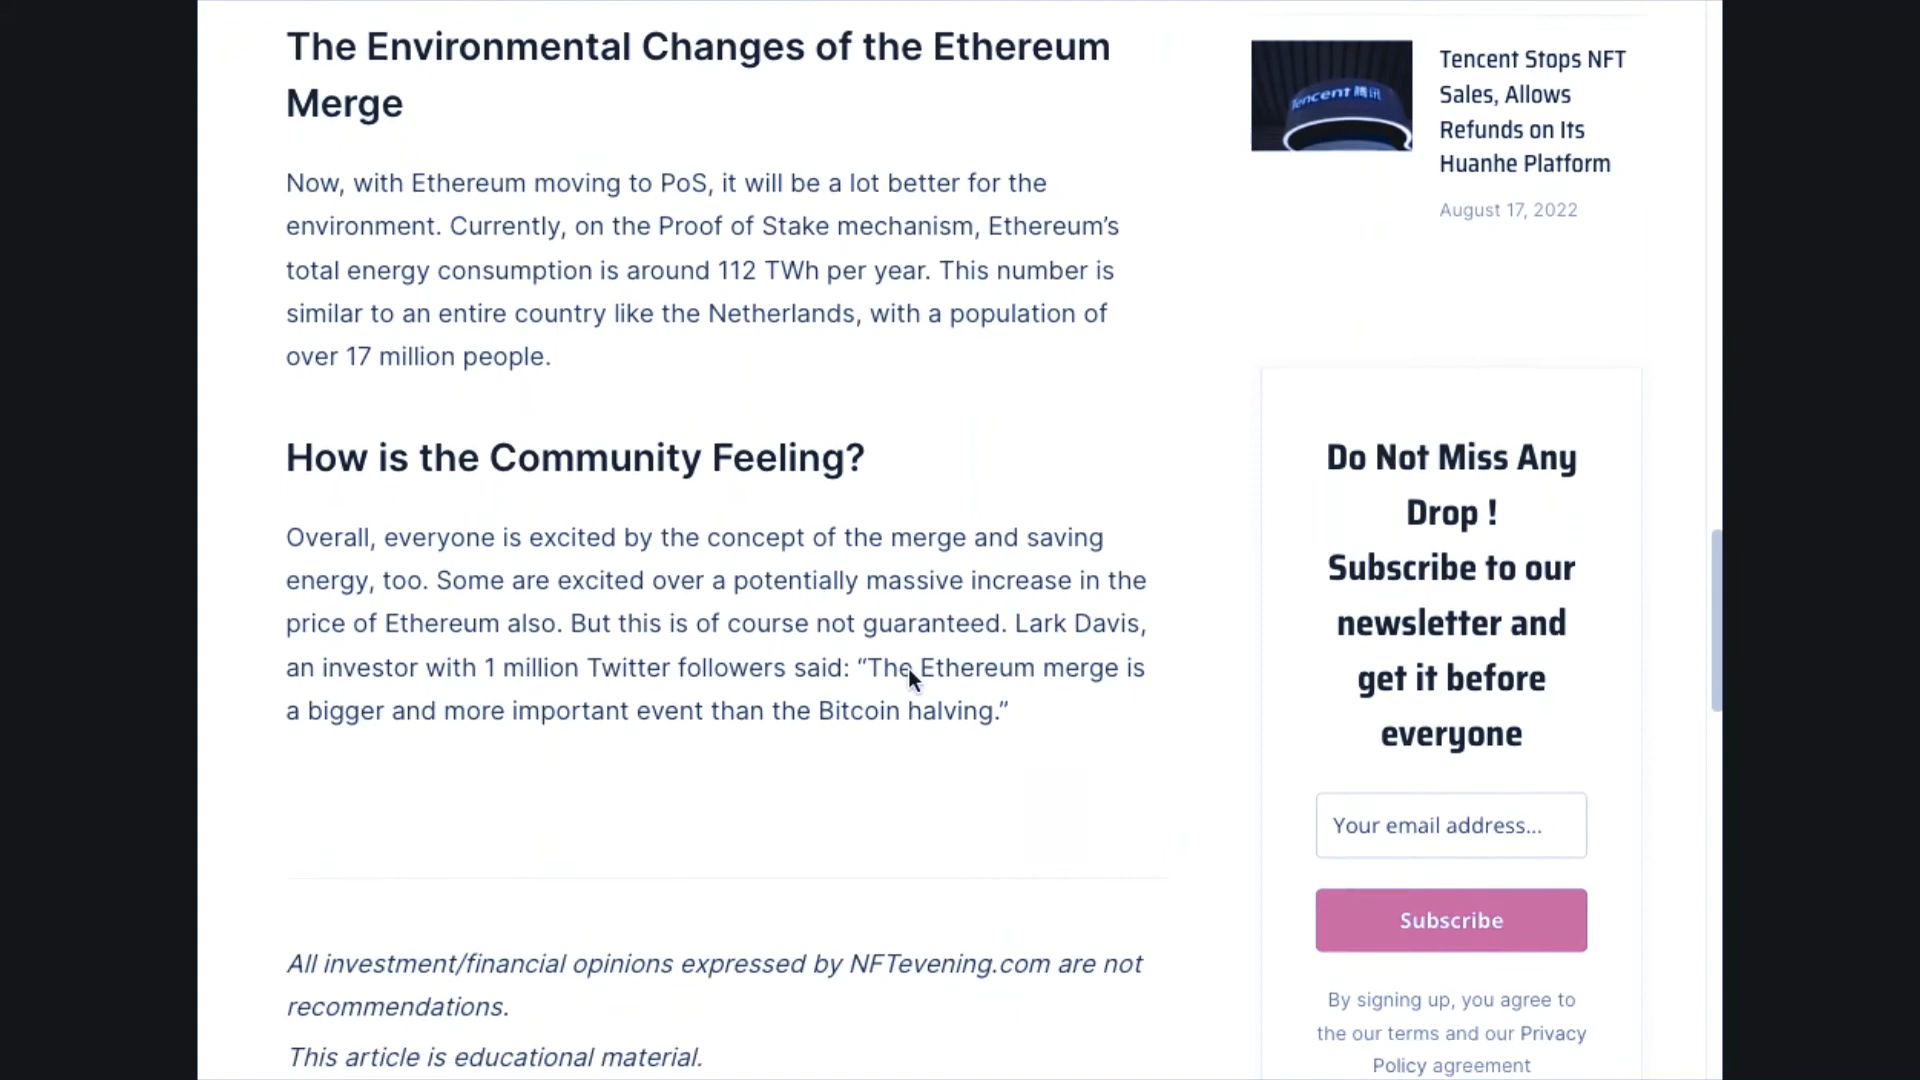 The Environmental Changes of the Ethereum
Merge
Now, with Ethereum moving to PoS, it will be a lot better for the
environment. Currently, on the Proof of Stake mechanism, Ethereum’s
total energy consumption is around 112 TWh per year. This number is
similar to an entire country like the Netherlands, with a population of
over 17 million people.
How is the Community Feeling?
Overall, everyone is excited by the concept of the merge and saving
energy, too. Some are excited over a potentially massive increase in the
price of Ethereum also. But this is of course not guaranteed. Lark Davis,
an investor with 1 million Twitter followers said: “The Ethereum merge is
a bigger and more important event than the Bitcoin halving.”
All investment/financial opinions expressed by NFTevening.com are not
recommendations.
This article is educational material.
Tencent 腾讯
Tencent Stops NFT
Sales, Allows
Refunds on Its
Huanhe Platform
August 17, 2022
Do Not Miss Any
Drop !
Subscribe to our
newsletter and
get it before
everyone
Your email address...
Subscribe
By signing up, you agree to
the our terms and our Privacy
Policy agreement